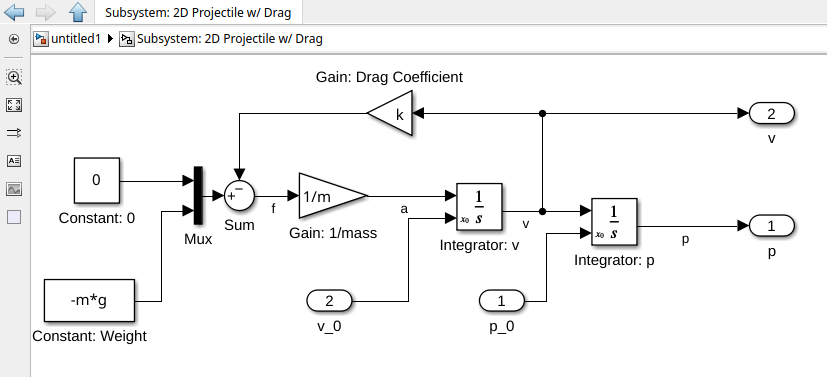 Subsystem: 2D Projectile w/ Drag
untitled1 Subsystem: 2D Projectile w/ Drag
Gain: Drag Coefficient
k
2
v
0
Constant: 0
Mux
+
−
Sum
f
1/m
Gain: 1/mass
a
1
s
x₀
v
Integrator: v
1
s
x₀
Integrator: p
p
1
p
-m*g
Constant: Weight
2
v_0
1
p_0